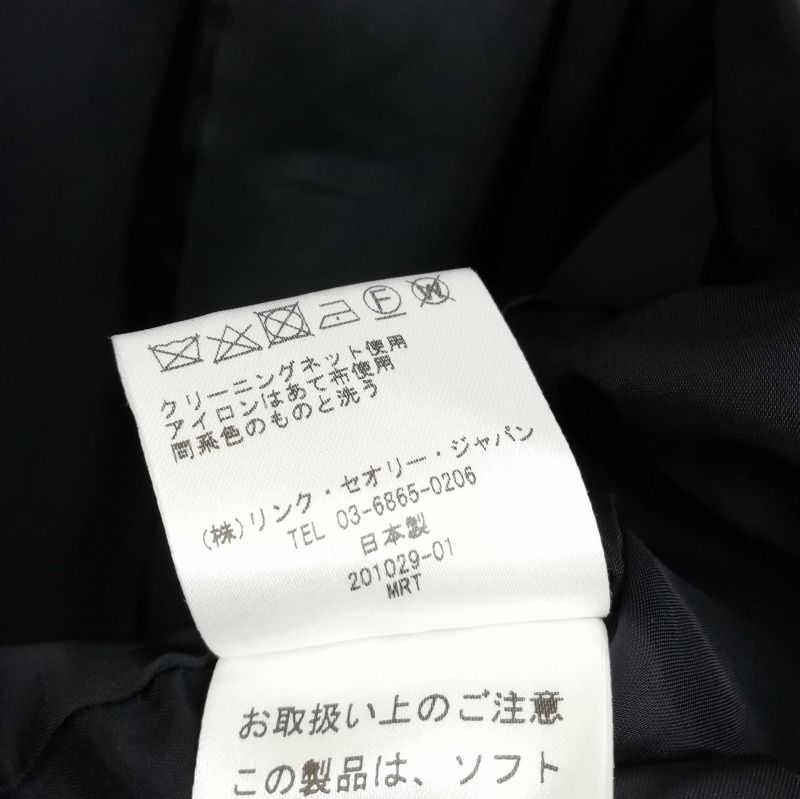 クリーニングネット使用
アイロンはあて布使用
同系色のものと洗う
(株)リンク・セオリー・ジャパン
TEL 03-6865-0206
日本製
201029-01
MRT
お取扱い上のご注意
この製品は、ソフト